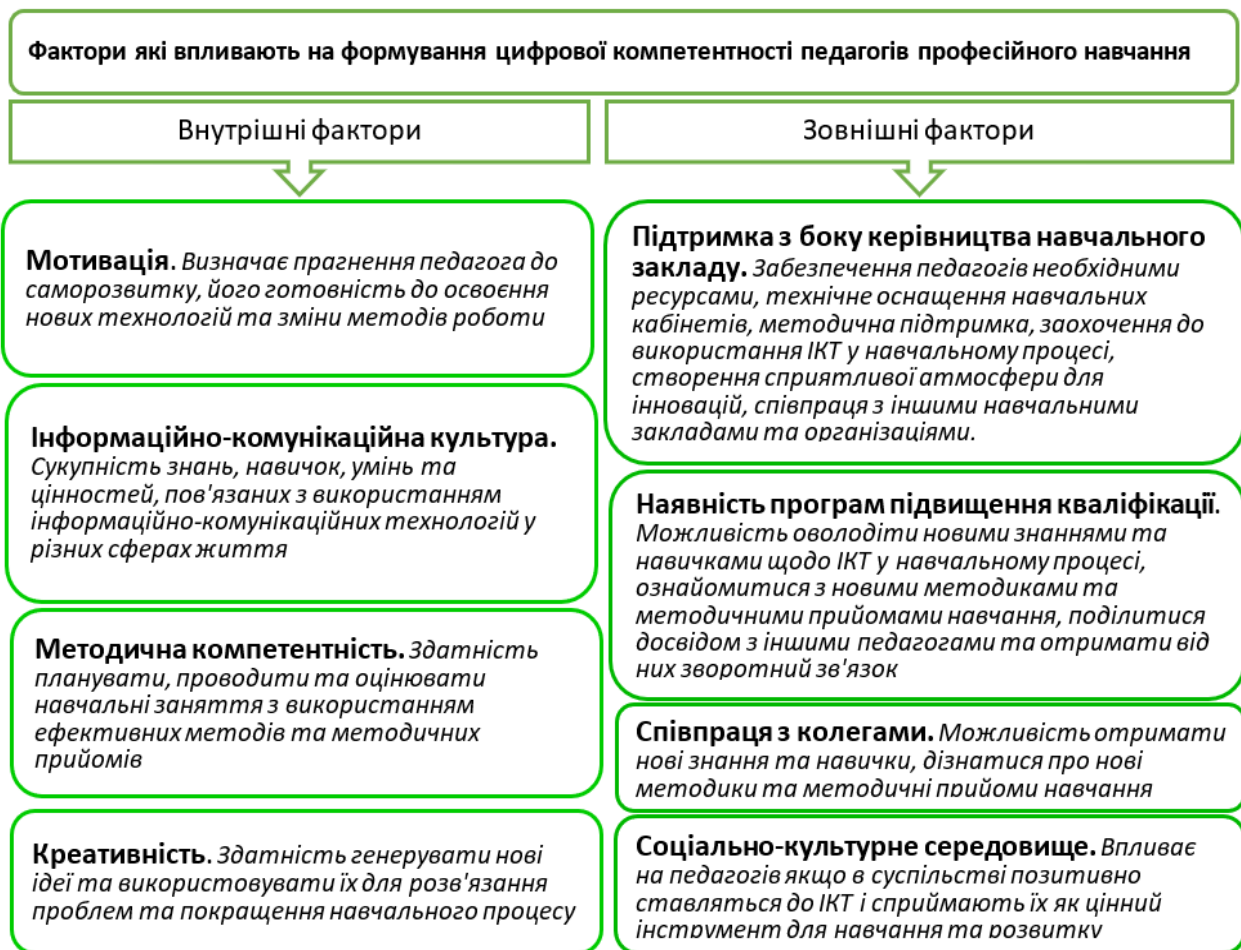 Фактори які впливають на формування цифрової компетентності педагогів професійного навчання
Внутрішні фактори
Мотивація. Визначає прагнення педагога до
саморозвитку, його готовність до освоєння
нових технологій та зміни методів роботи
Інформаційно-комунікаційна культура.
Сукупність знань, навичок, умінь та
цінностей, пов'язаних з використанням
інформаційно-комунікаційних технологій у
різних сферах життя
Методична компетентність. Здатність
планувати, проводити та оцінювати
навчальні заняття з використанням
ефективних методів та методичних
прийомів
Креативність. Здатність генерувати нові
ідеї та використовувати їх для розв'язання
проблем та покращення навчального процесу
Зовнішні фактори
Підтримка з боку керівництва навчального
закладу. Забезпечення педагогів необхідними
ресурсами, технічне оснащення навчальних
кабінетів, методична підтримка, заохочення до
використання ІКТ у навчальному процесі,
створення сприятливої атмосфери для
інновацій, співпраця з іншими навчальними
закладами та організаціями.
Наявність програм підвищення кваліфікації.
Можливість оволодіти новими знаннями та
навичками щодо ІКТ у навчальному процесі,
ознайомитися з новими методиками та
методичними прийомами навчання, поділитися
досвідом з іншими педагогами та отримати від
них зворотний зв'язок
Співпраця з колегами. Можливість отримати
нові знання та навички, дізнатися про нові
методики та методичні прийоми навчання
Соціально-культурне середовище. Впливає
на педагогів якщо в суспільстві позитивно
ставляться до ІКТ і сприймають їх як цінний
інструмент для навчання та розвитку